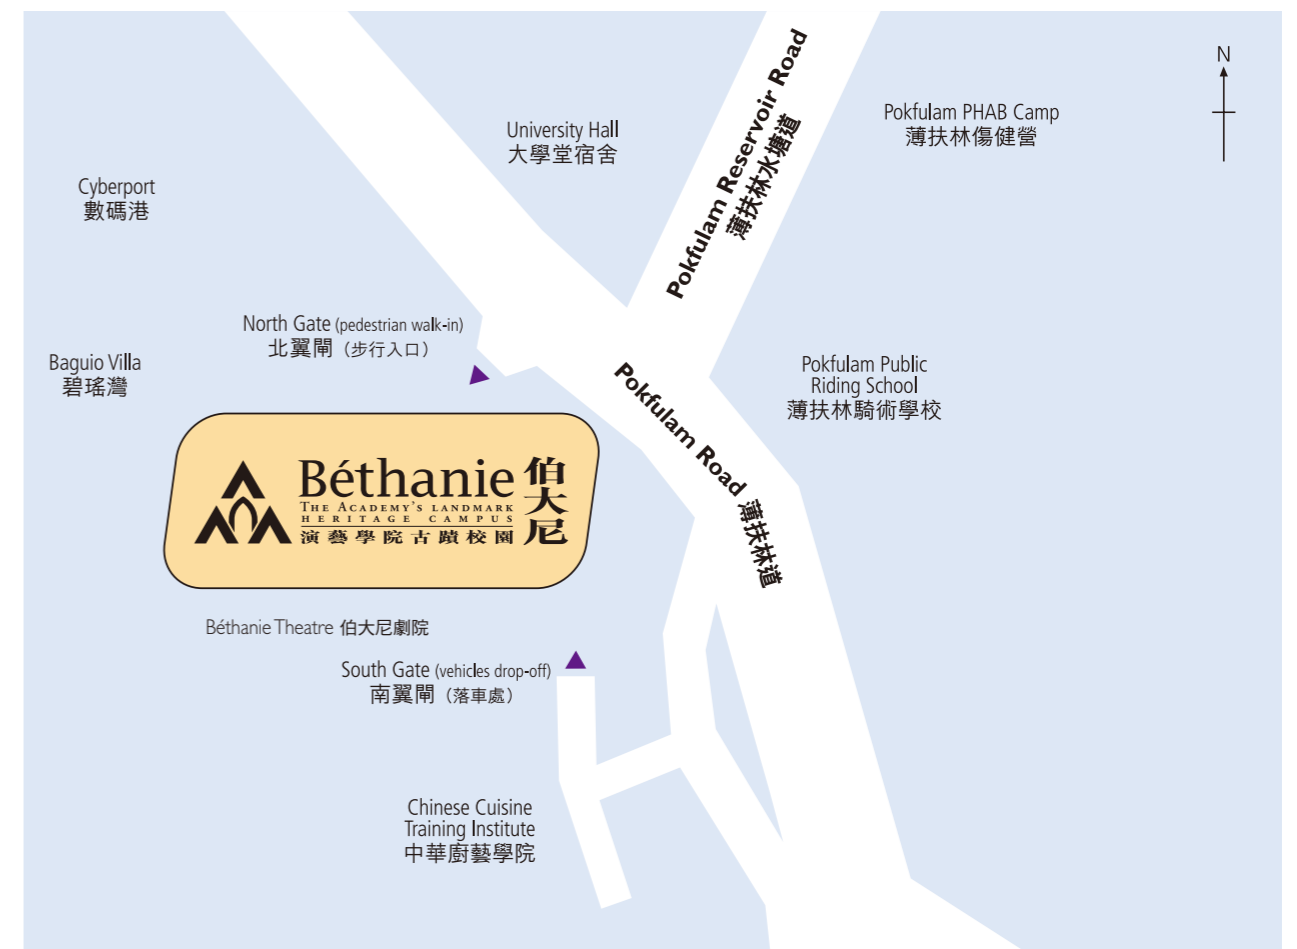 N
Pokfulam Reservoir Road
薄扶林水塘道
Pokfulam PHAB Camp
薄扶林傷健營
University Hall
大學堂宿舍
Cyberport
數碼港
North Gate (pedestrian walk-in)
北翼閘（步行入口）
Baguio Villa
碧瑤灣
Pokfulam Public
Riding School
薄扶林騎術學校
Pokfulam Road 薄扶林道
Béthanie 伯大尼
THE ACADEMY'S LANDMARK
HERITAGE CAMPUS
演藝學院古蹟校園
Béthanie Theatre 伯大尼劇院
South Gate (vehicles drop-off)
南翼閘（落車處）
Chinese Cuisine
Training Institute
中華廚藝學院